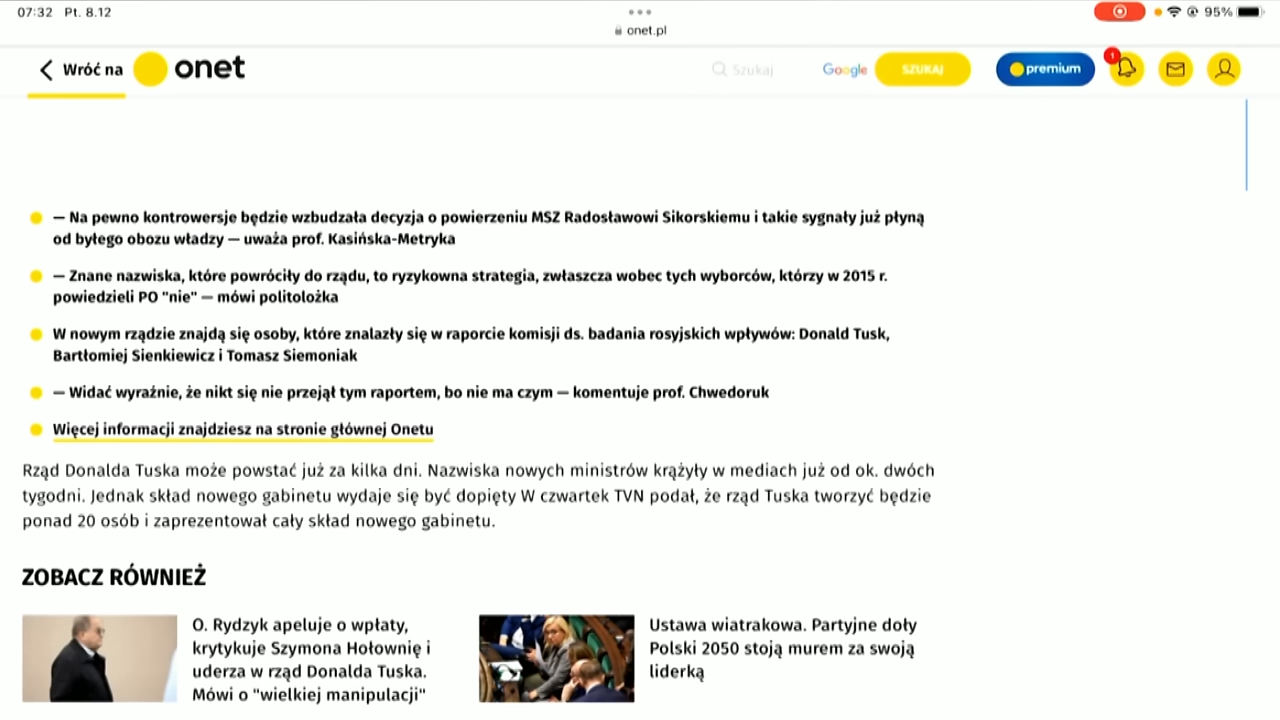 07:32 Pt. 8.12
95%
onet.pl
Wróć na
onet
Szukaj
Google
SZUKAJ
premium
1
— Na pewno kontrowersje będzie wzbudzała decyzja o powierzeniu MSZ Radosławowi Sikorskiemu i takie sygnały już płyną
od byłego obozu władzy — uważa prof. Kasińska-Metryka
— Znane nazwiska, które powróciły do rządu, to ryzykowna strategia, zwłaszcza wobec tych wyborców, którzy w 2015 r.
powiedzieli PO "nie" — mówi politolożka
W nowym rządzie znajdą się osoby, które znalazły się w raporcie komisji ds. badania rosyjskich wpływów: Donald Tusk,
Bartłomiej Sienkiewicz i Tomasz Siemoniak
— Widać wyraźnie, że nikt się nie przejął tym raportem, bo nie ma czym — komentuje prof. Chwedoruk
Więcej informacji znajdziesz na stronie głównej Onetu
Rząd Donalda Tuska może powstać już za kilka dni. Nazwiska nowych ministrów krążyły w mediach już od ok. dwóch
tygodni. Jednak skład nowego gabinetu wydaje się być dopięty W czwartek TVN podał, że rząd Tuska tworzyć będzie
ponad 20 osób i zaprezentował cały skład nowego gabinetu.
ZOBACZ RÓWNIEŻ
O. Rydzyk apeluje o wpłaty,
krytykuje Szymona Hołownię i
uderza w rząd Donalda Tuska.
Mówi o "wielkiej manipulacji"
Ustawa wiatrakowa. Partyjne doły
Polski 2050 stoją murem za swoją
liderką